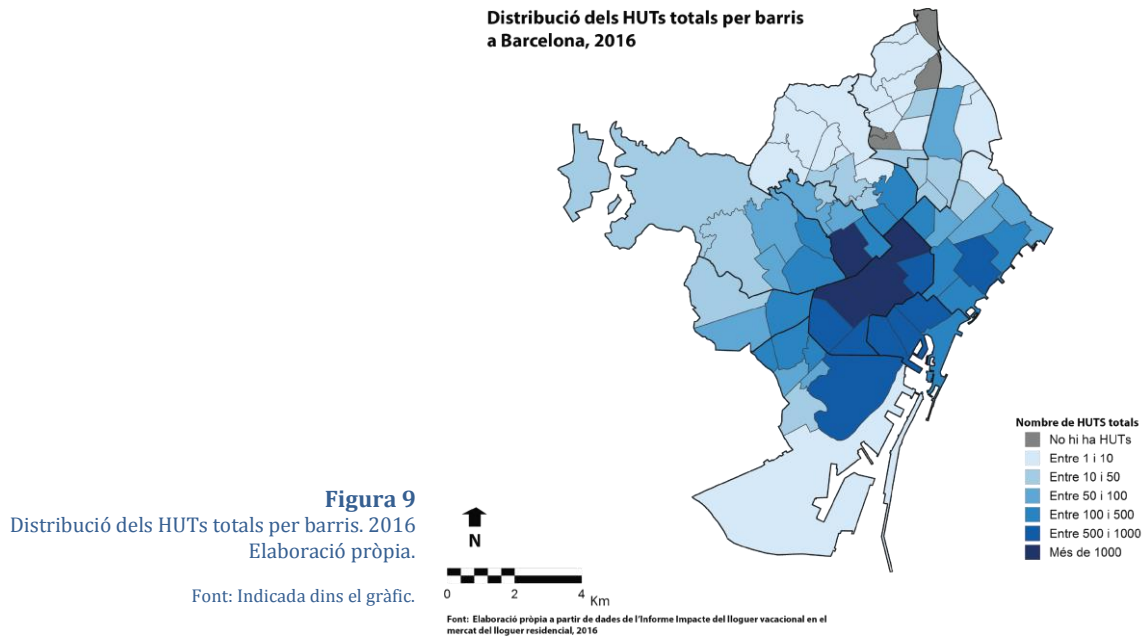 Distribució dels HUTs totals per barris
a Barcelona, 2016
Nombre de HUTS totals
No hi ha HUTs
Entre 1 i 10
Entre 10 i 50
Entre 50 i 100
Entre 100 i 500
Entre 500 i 1000
Més de 1000
Figura 9
Distribució dels HUTs totals per barris. 2016
Elaboració pròpia.
Font: Indicada dins el gràfic.
N
0 2 4 Km
Font: Elaboració pròpia a partir de dades de l'Informe Impacte del lloguer vacacional en el
mercat del lloguer residencial, 2016